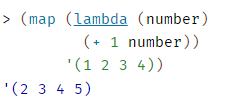 > (map (lambda (number)
(+ 1 number))
'(1 2 3 4))
'(2 3 4 5)